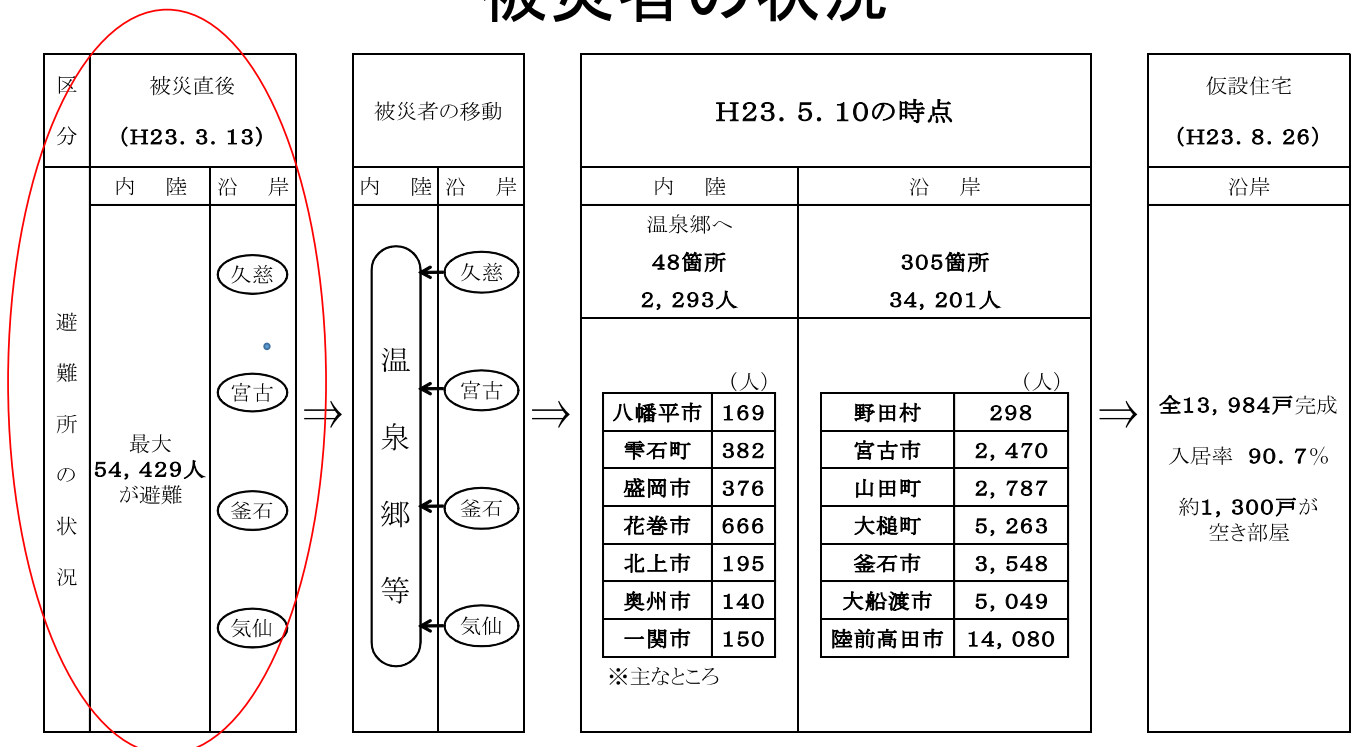 被災者の状況
区分
被災直後
(H23. 3. 13)
内 陸
沿 岸
避難所の状況
最大
54, 429人
が避難
久慈
宮古
釜石
気仙
⇒
被災者の移動
内 陸
沿 岸
温泉郷等
久慈
宮古
釜石
気仙
⇒
H23. 5. 10の時点
内 陸
沿 岸
温泉郷へ
48箇所
2, 293人
305箇所
34, 201人
(人)
八幡平市 169
雫石町 382
盛岡市 376
花巻市 666
北上市 195
奥州市 140
一関市 150
※主なところ
(人)
野田村 298
宮古市 2, 470
山田町 2, 787
大槌町 5, 263
釜石市 3, 548
大船渡市 5, 049
陸前高田市 14, 080
⇒
仮設住宅
(H23. 8. 26)
沿岸
全13, 984戸完成
入居率 90. 7%
約1, 300戸が
空き部屋